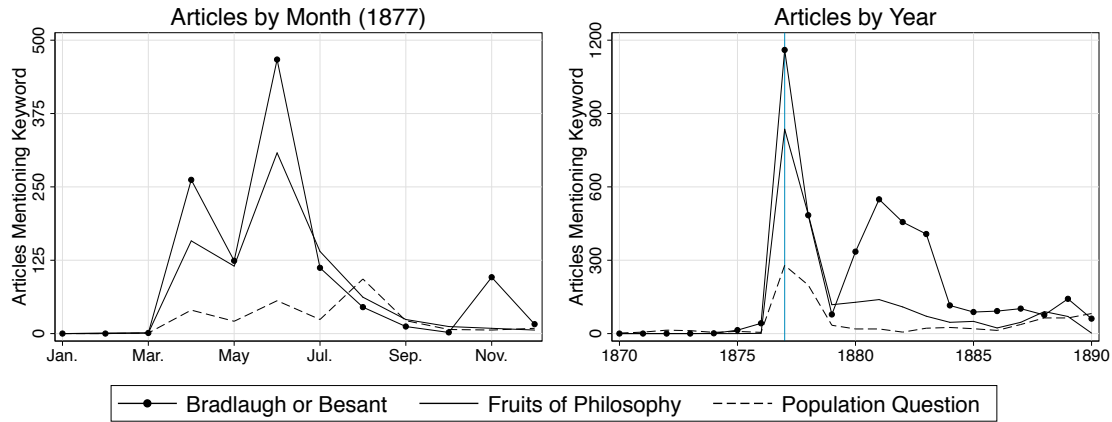 Articles by Month (1877)
Articles Mentioning Keyword
500
375
250
125
0
Jan. Mar. May Jul. Sep. Nov.
Articles by Year
Articles Mentioning Keyword
1200
900
600
300
0
1870 1875 1880 1885 1890
Bradlaugh or Besant Fruits of Philosophy Population Question